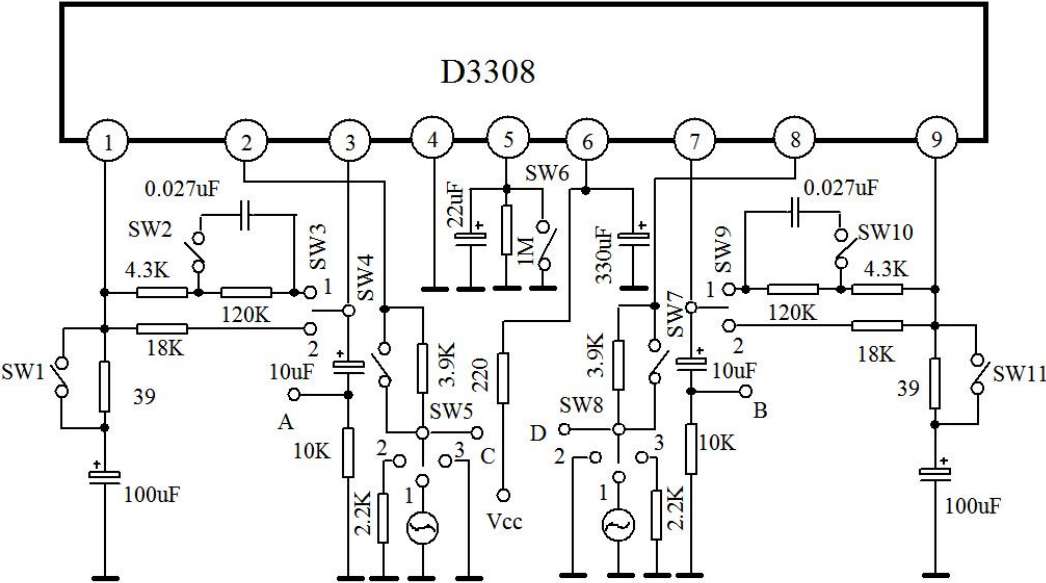 D3308
1 2 3 4 5 6 7 8 9
0.027uF
SW2
4.3K
120K
SW3
1
2
18K
SW1
39
100uF
SW4
10uF
A
10K
3.9K
SW5
C
2
3
1
2.2K
22uF
1M
SW6
330uF
220
Vcc
3.9K
SW7
SW8
D
2
3
1
2.2K
10uF
B
10K
SW9
1
2
0.027uF
SW10
4.3K
120K
18K
39
SW11
100uF